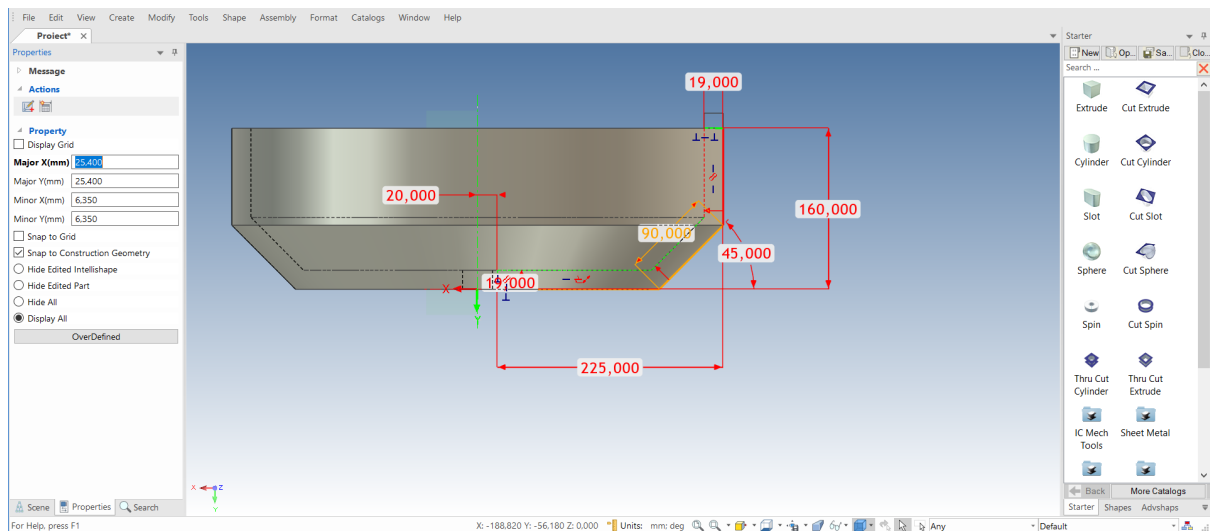 File Edit View Create Modify Tools Shape Assembly Format Catalogs Window Help
Project* ×
Properties
Message
Actions
Property
Display Grid
Major X(mm) 25,400
Major Y(mm) 25,400
Minor X(mm) 6,350
Minor Y(mm) 6,350
Snap to Grid
Snap to Construction Geometry
Hide Edited Intellishape
Hide Edited Part
Hide All
Display All
OverDefined
Scene Properties Search
19,000
20,000
160,000
90,000
45,000
19,000
X
Y
225,000
X Z
Y
Starter
New Op... Sa... Clo...
Search ...
Extrude Cut Extrude
Cylinder Cut Cylinder
Slot Cut Slot
Sphere Cut Sphere
Spin Cut Spin
Thru Cut Cylinder Thru Cut Extrude
IC Mech Tools Sheet Metal
Back More Catalogs
Starter Shapes Advshaps
For Help, press F1 X: -188.820 Y: -56,180 Z: 0,000 Units: mm; deg Any Default